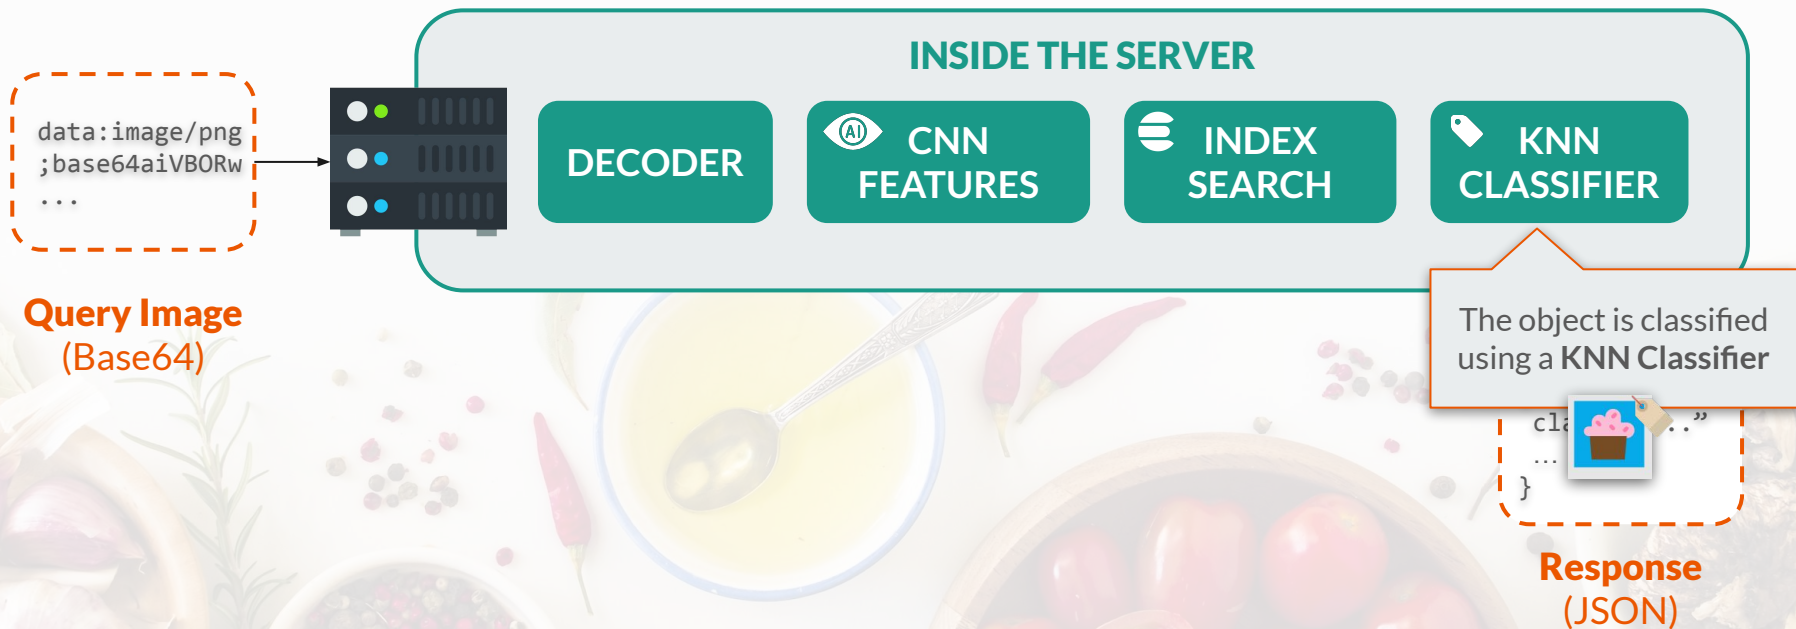 INSIDE THE SERVER
data:image/png
;base64aiVBORw
...
DECODER
AI
CNN
FEATURES
INDEX
SEARCH
KNN
CLASSIFIER
Query Image
(Base64)
The object is classified
using a KNN Classifier
..”
...
}
Response
(JSON)